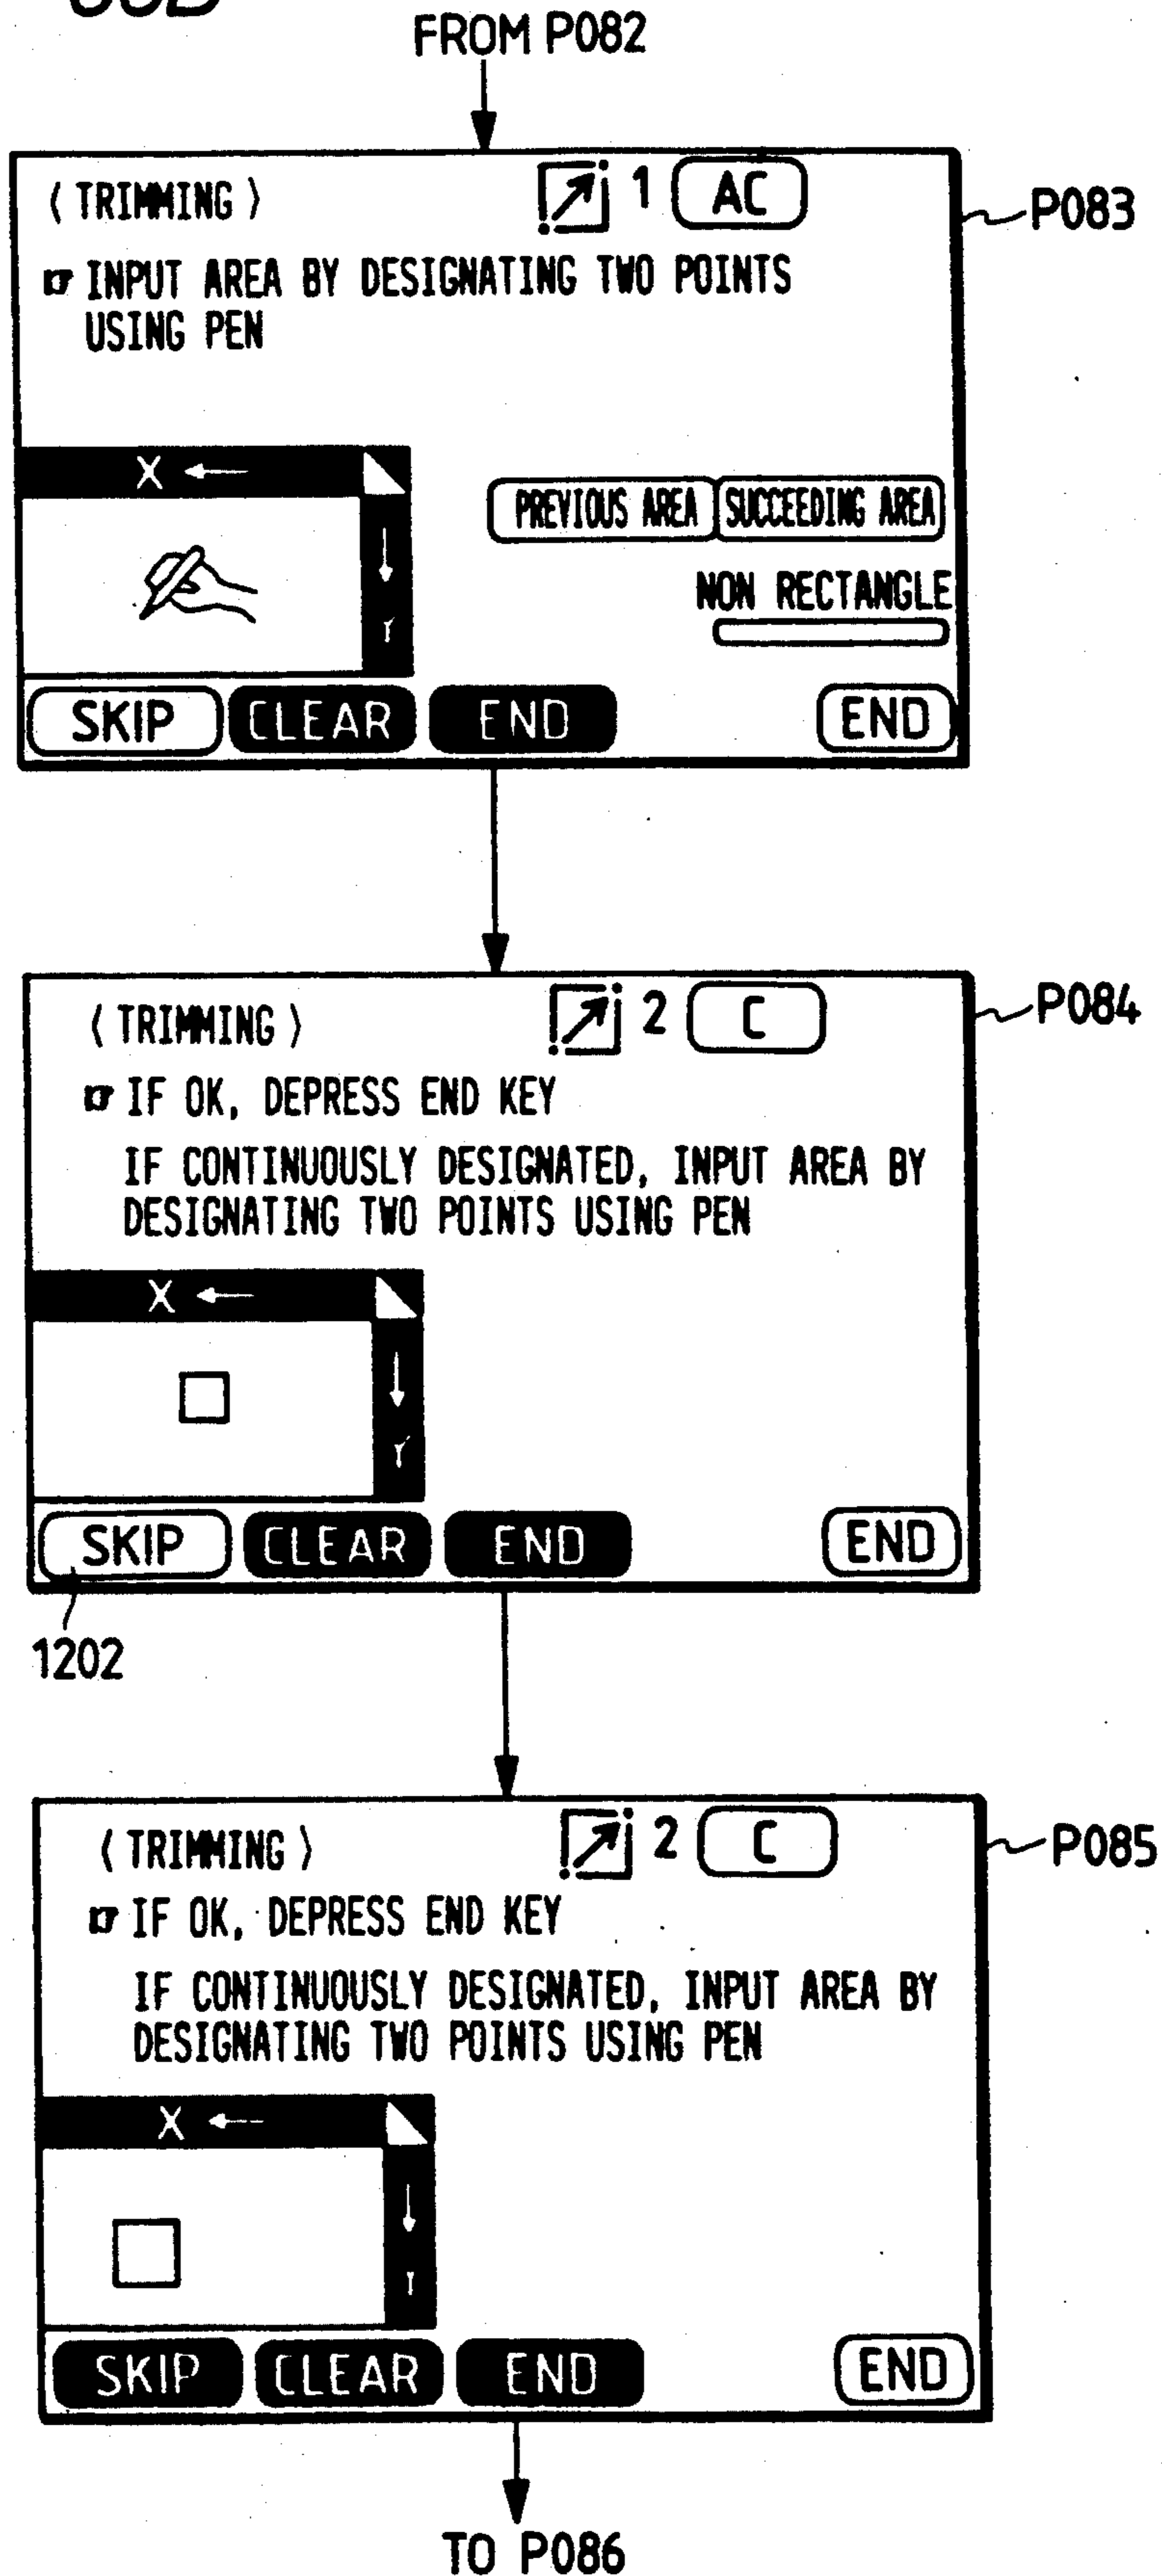 FROM P082
〈 TRIMMING 〉 1 AC
P083
☞ INPUT AREA BY DESIGNATING TWO POINTS
USING PEN
X ←
PREVIOUS AREA SUCCEEDING AREA
↓
NON RECTANGLE
Y
SKIP CLEAR END END
〈 TRIMMING 〉 2 C
P084
☞ IF OK, DEPRESS END KEY
IF CONTINUOUSLY DESIGNATED, INPUT AREA BY
DESIGNATING TWO POINTS USING PEN
X ←
↓
Y
SKIP CLEAR END END
1202
〈 TRIMMING 〉 2 C
P085
☞ IF OK, DEPRESS END KEY
IF CONTINUOUSLY DESIGNATED, INPUT AREA BY
DESIGNATING TWO POINTS USING PEN
X ←
↓
Y
SKIP CLEAR END END
TO P086